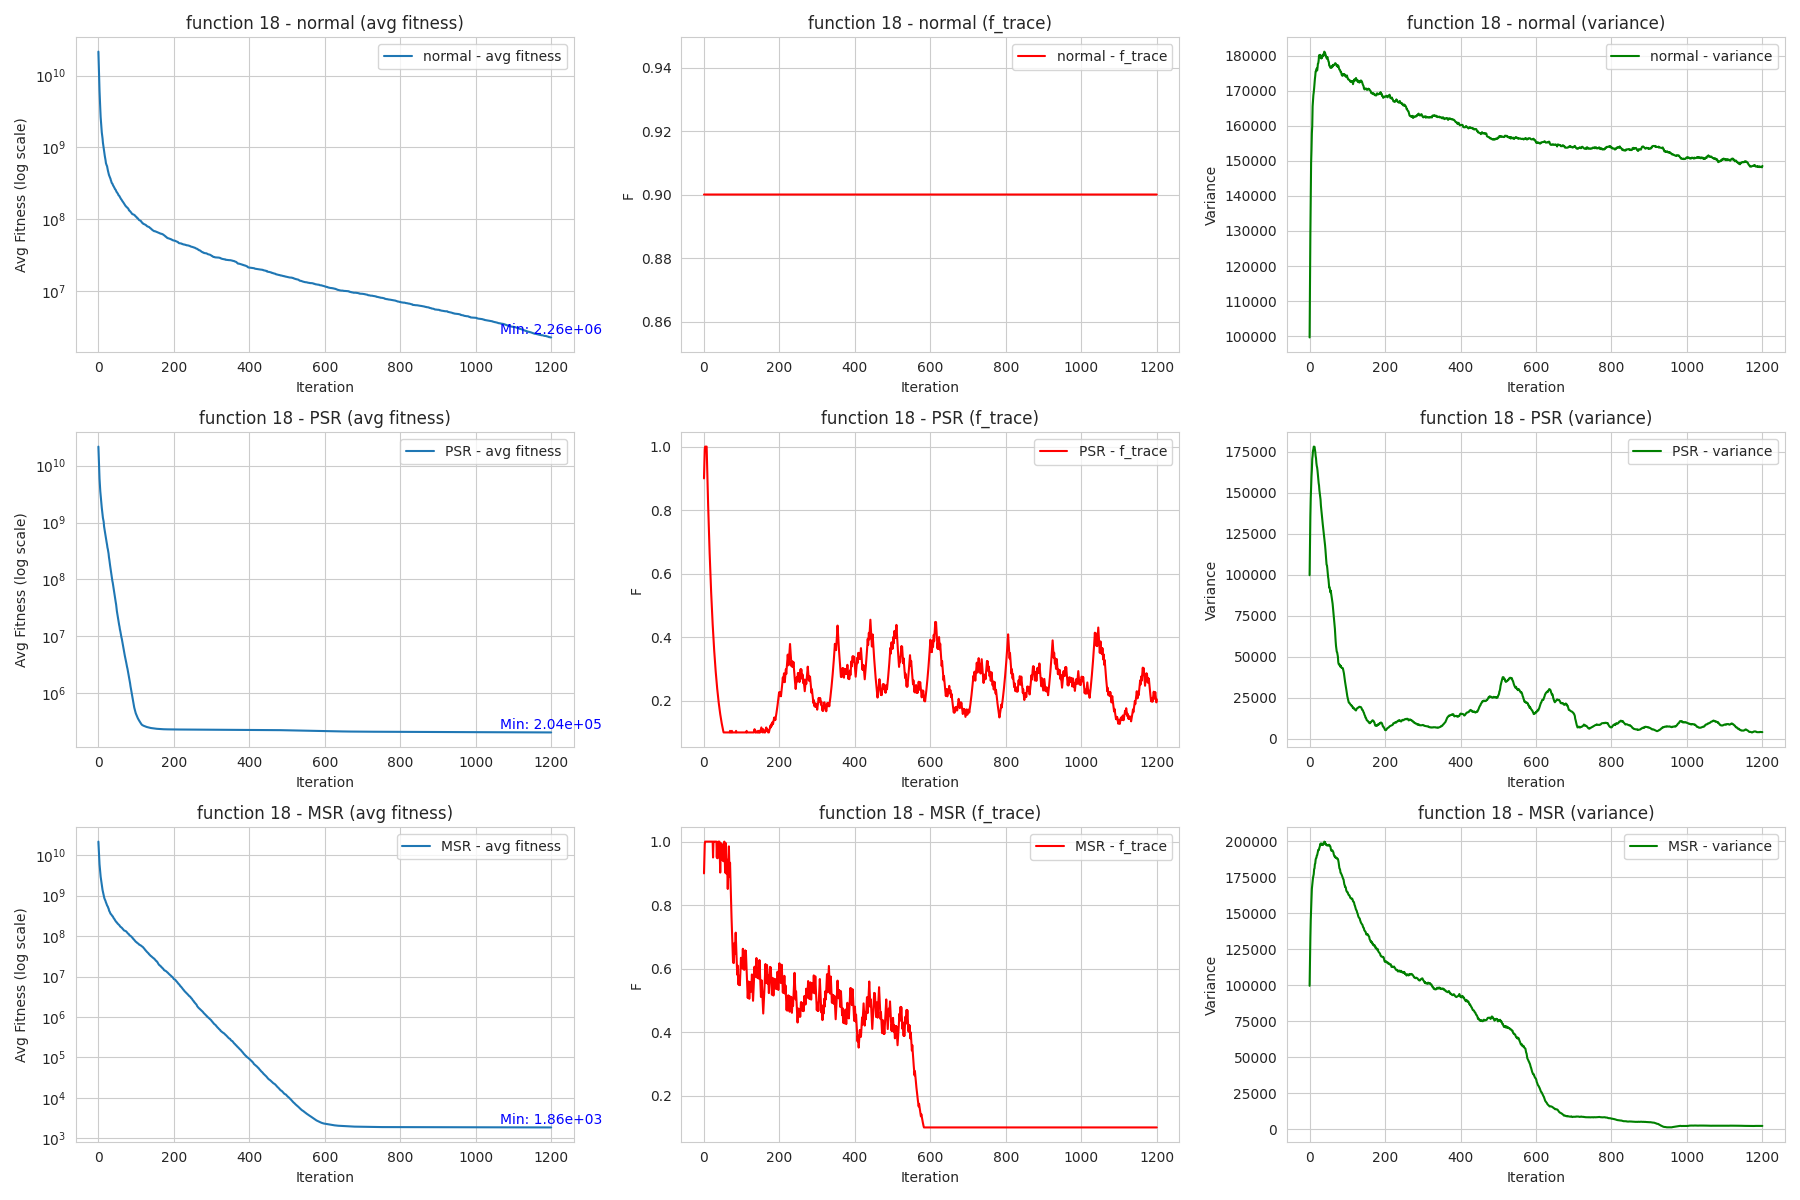 function 18 - normal (avg fitness)
normal - avg fitness
Avg Fitness (log scale)
10^10
10^9
10^8
10^7
Min: 2.26e+06
0 200 400 600 800 1000 1200
Iteration
function 18 - normal (f_trace)
normal - f_trace
F
0.94
0.92
0.90
0.88
0.86
0 200 400 600 800 1000 1200
Iteration
function 18 - normal (variance)
normal - variance
Variance
180000
170000
160000
150000
140000
130000
120000
110000
100000
0 200 400 600 800 1000 1200
Iteration
function 18 - PSR (avg fitness)
PSR - avg fitness
Avg Fitness (log scale)
10^10
10^9
10^8
10^7
10^6
Min: 2.04e+05
0 200 400 600 800 1000 1200
Iteration
function 18 - PSR (f_trace)
PSR - f_trace
F
1.0
0.8
0.6
0.4
0.2
0 200 400 600 800 1000 1200
Iteration
function 18 - PSR (variance)
PSR - variance
Variance
175000
150000
125000
100000
75000
50000
25000
0
0 200 400 600 800 1000 1200
Iteration
function 18 - MSR (avg fitness)
MSR - avg fitness
Avg Fitness (log scale)
10^10
10^9
10^8
10^7
10^6
10^5
10^4
10^3
Min: 1.86e+03
0 200 400 600 800 1000 1200
Iteration
function 18 - MSR (f_trace)
MSR - f_trace
F
1.0
0.8
0.6
0.4
0.2
0 200 400 600 800 1000 1200
Iteration
function 18 - MSR (variance)
MSR - variance
Variance
200000
175000
150000
125000
100000
75000
50000
25000
0
0 200 400 600 800 1000 1200
Iteration